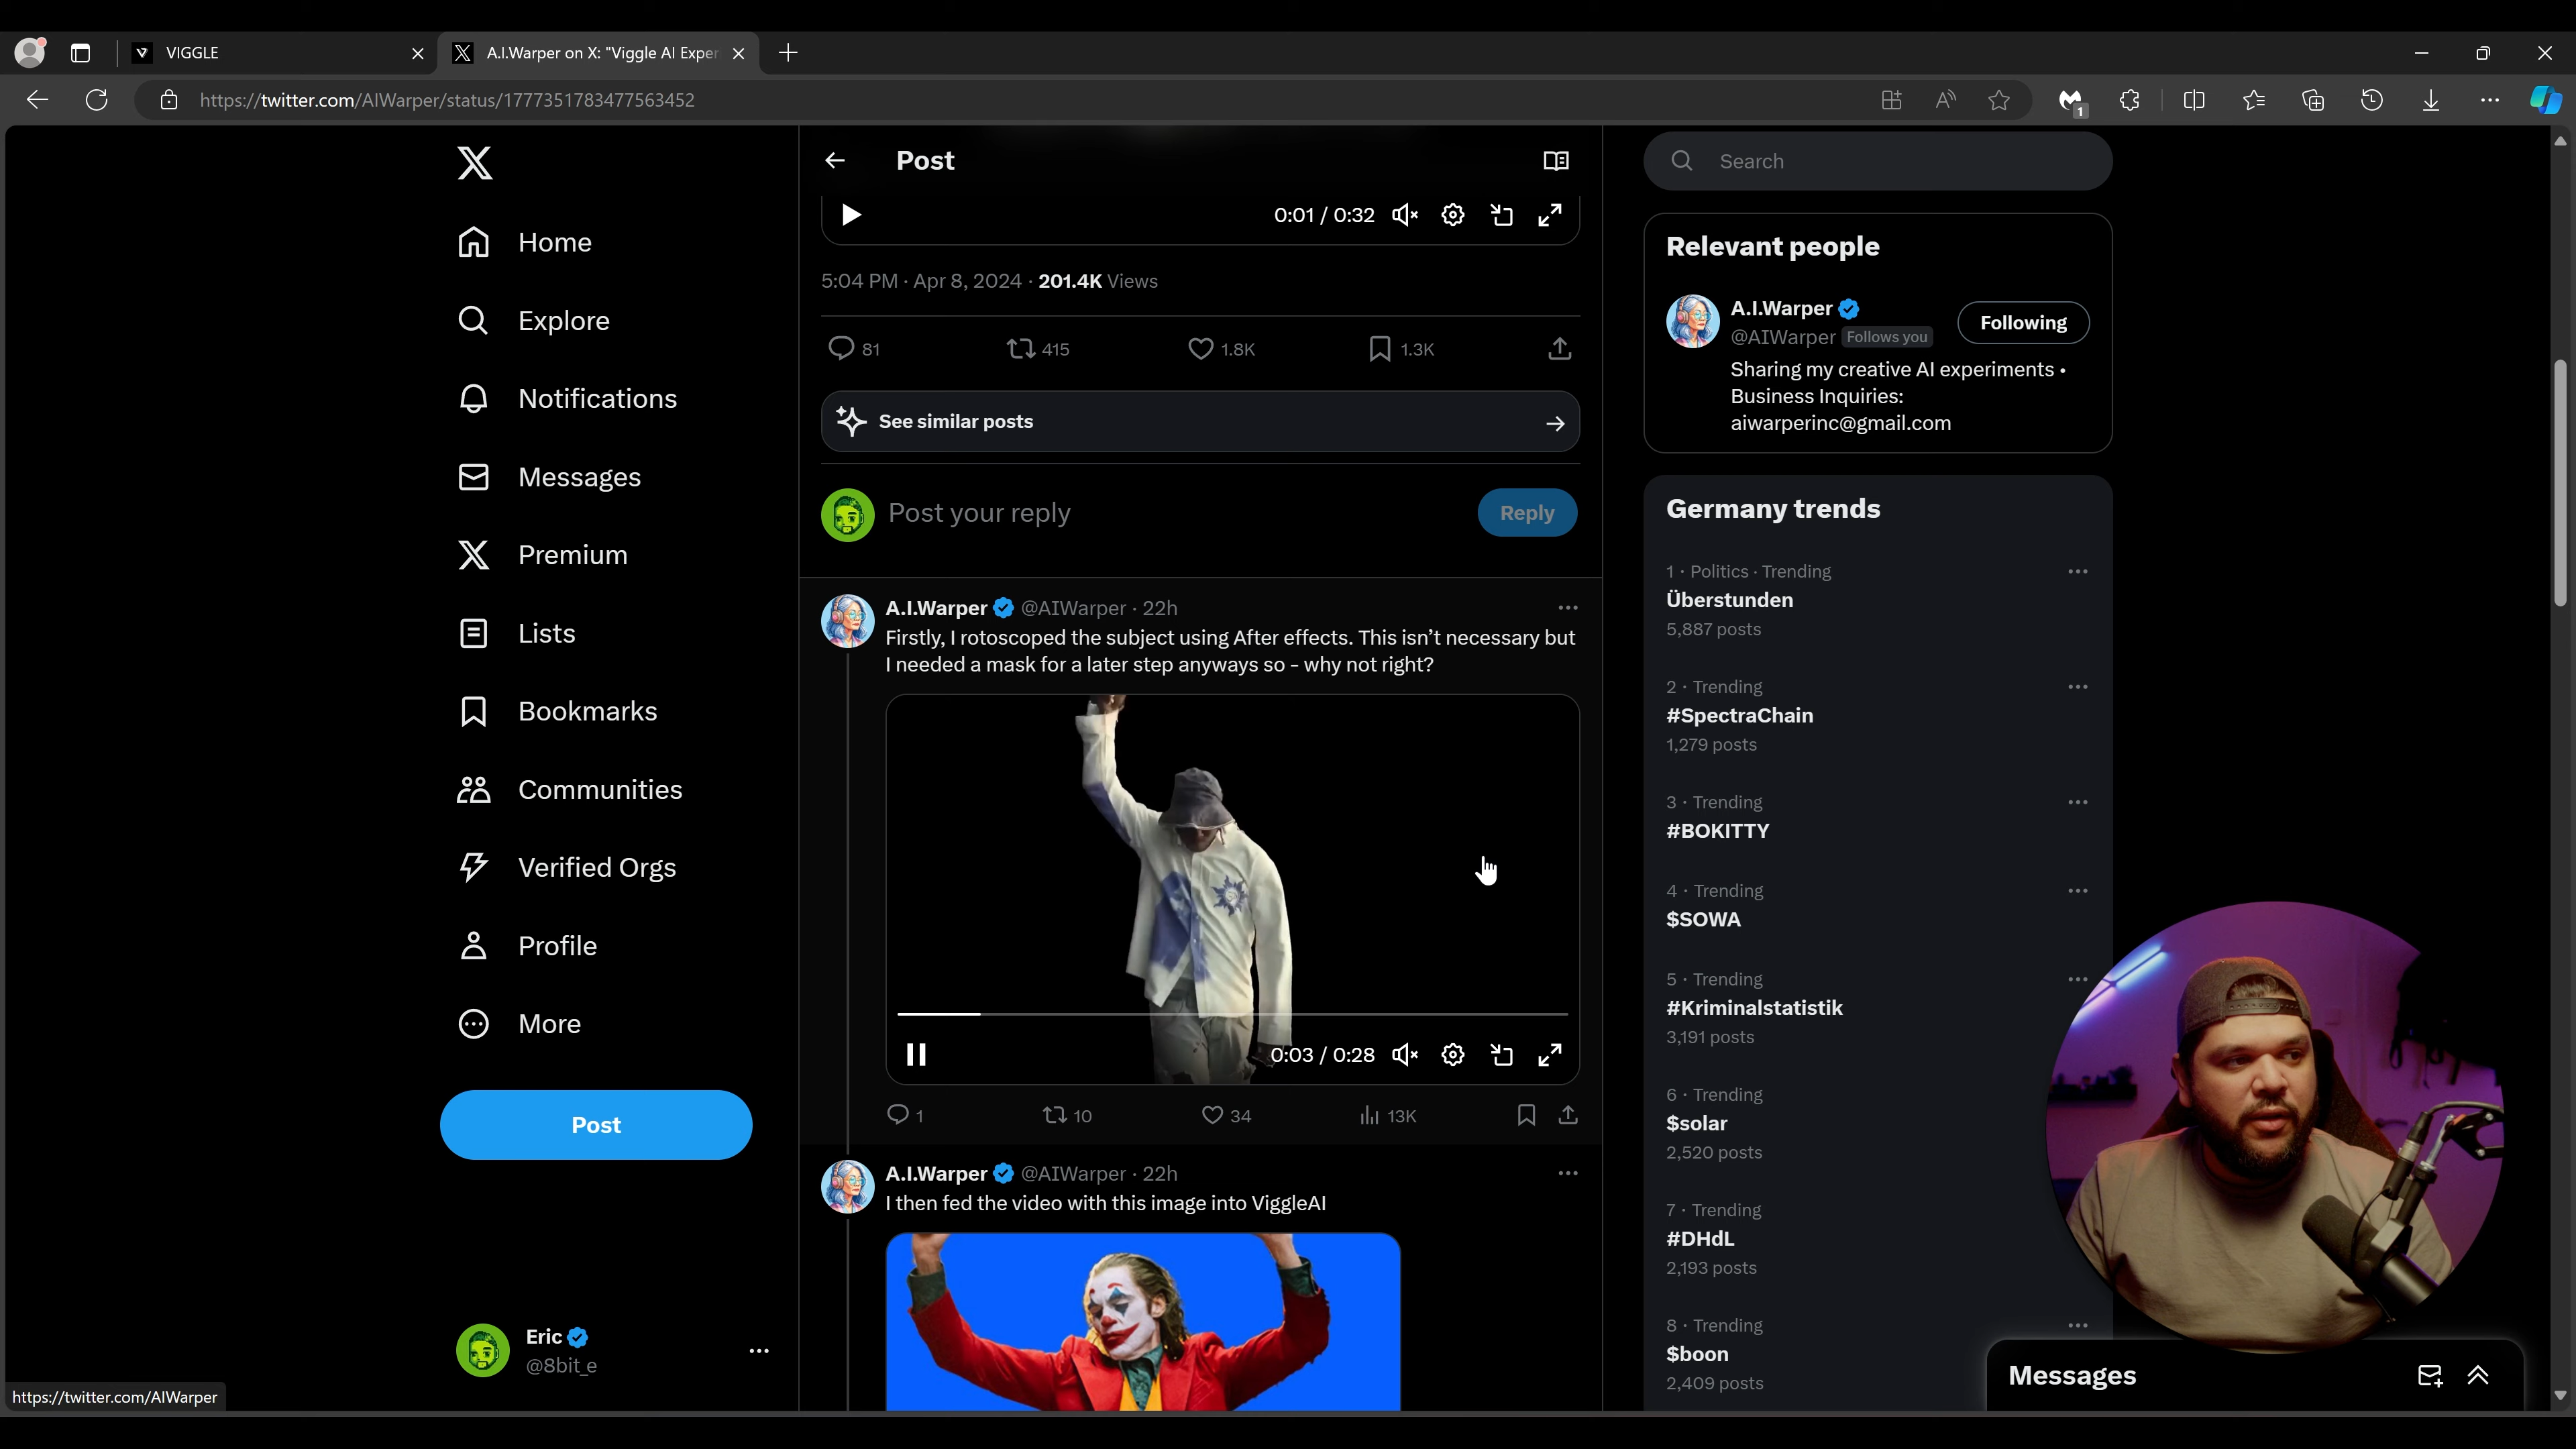 VIGGLE
A.I.Warper on X: "Viggle AI Exper
https://twitter.com/AIWarper/status/1777351783477563452
1
Home
Explore
Notifications
Messages
Premium
Lists
Bookmarks
Communities
Verified Orgs
Profile
More
Post
Eric
@8bit_e
https://twitter.com/AIWarper
Post
0:01 / 0:32
5:04 PM · Apr 8, 2024 · 201.4K Views
81 415 1.8K 1.3K
See similar posts
Post your reply
Reply
A.I.Warper @AIWarper · 22h
Firstly, I rotoscoped the subject using After effects. This isn't necessary but
I needed a mask for a later step anyways so - why not right?
0:03 / 0:28
1 10 34 13K
A.I.Warper @AIWarper · 22h
I then fed the video with this image into ViggleAI
Search
Relevant people
A.I.Warper
@AIWarper Follows you
Following
Sharing my creative AI experiments •
Business Inquiries:
aiwarperinc@gmail.com
Germany trends
1 · Politics · Trending
Überstunden
5,887 posts
2 · Trending
#SpectraChain
1,279 posts
3 · Trending
#BOKITTY
4 · Trending
$SOWA
5 · Trending
#Kriminalstatistik
3,191 posts
6 · Trending
$solar
2,520 posts
7 · Trending
#DHdL
2,193 posts
8 · Trending
$boon
2,409 posts
Messages